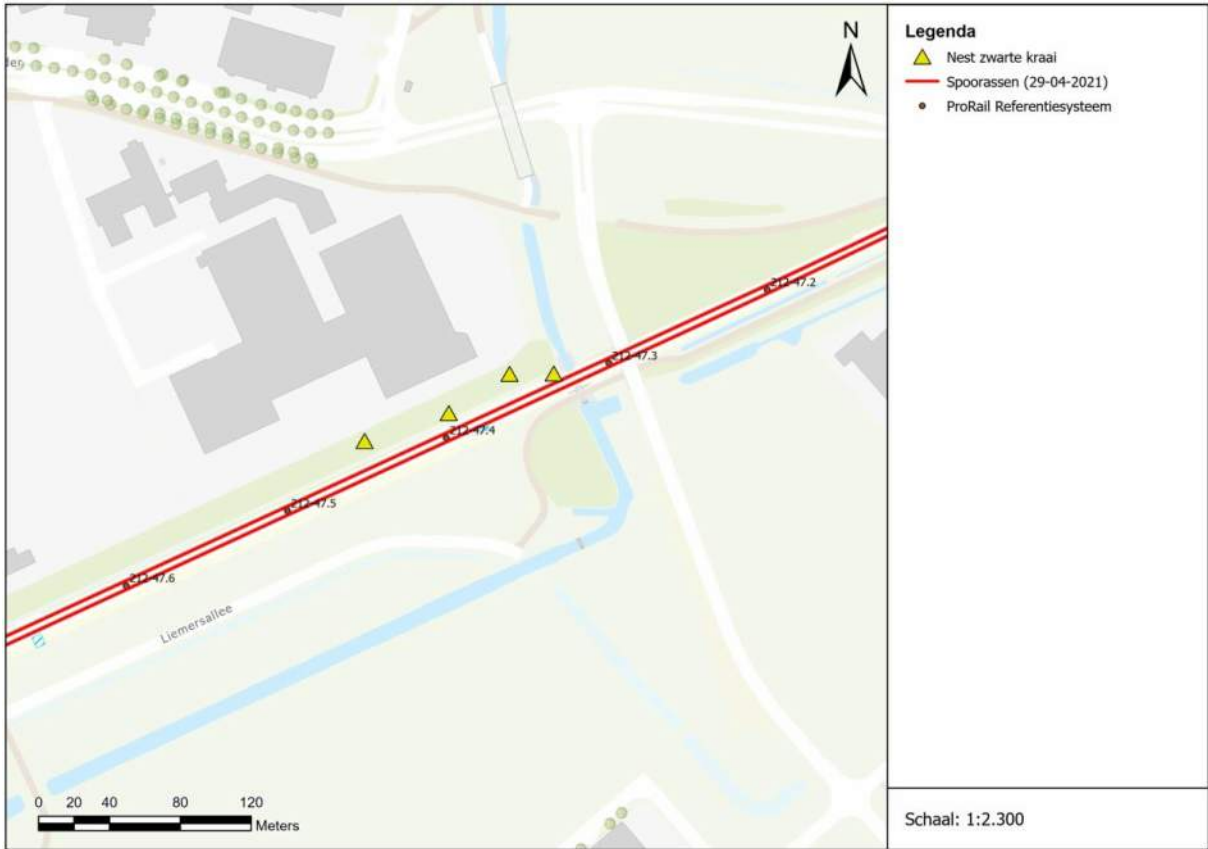 N
Legenda
Nest zwarte kraai
Spoorassen (29-04-2021)
ProRail Referentiesysteem
212-47.2
212-47.3
212-47.4
212-47.5
212-47.6
Liemersallee
0 20 40 80 120
Meters
Schaal: 1:2.300